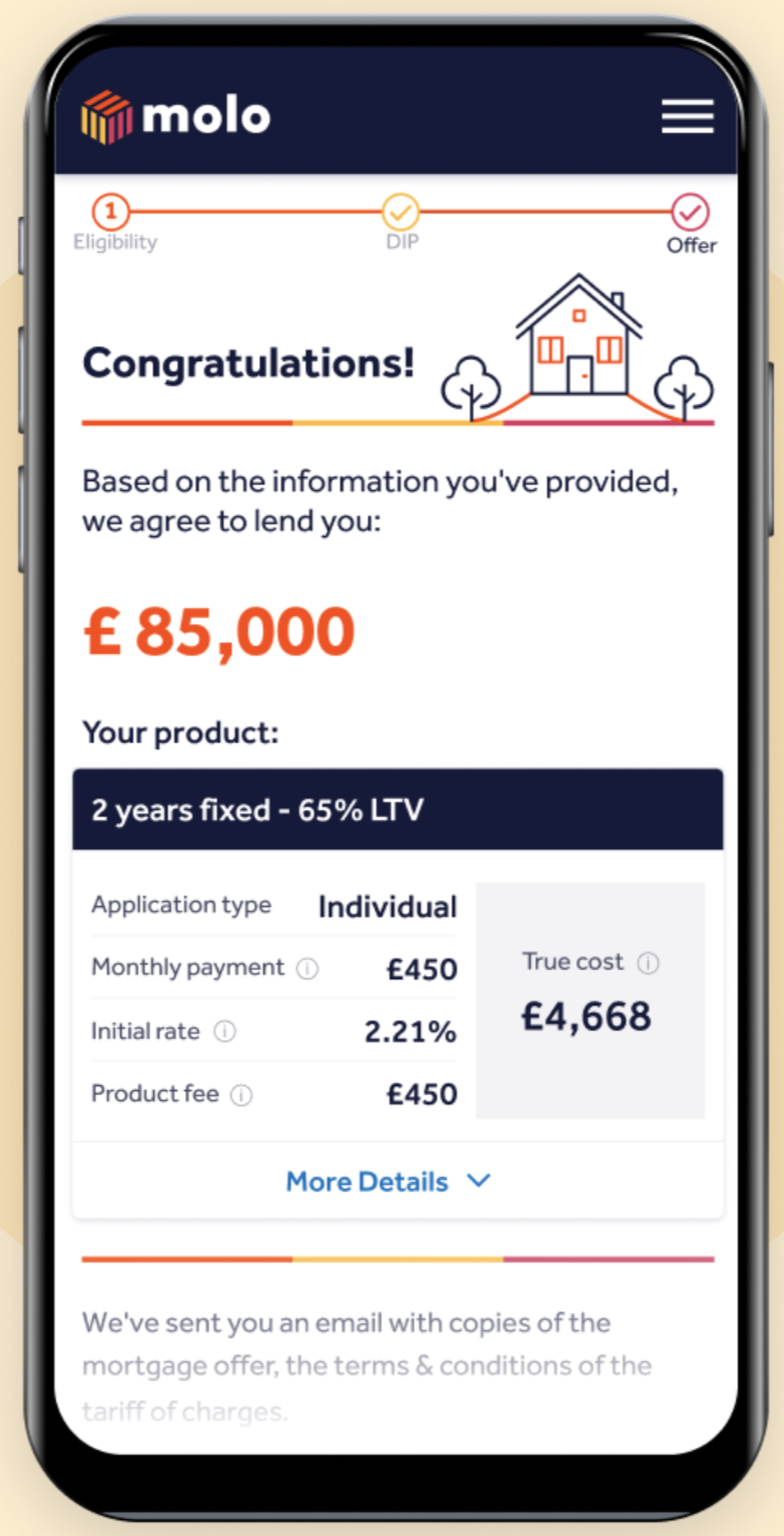 molo
1
Eligibility
DIP
Offer
Congratulations!
Based on the information you've provided,
we agree to lend you:
£ 85,000
Your product:
2 years fixed - 65% LTV
Application type Individual
Monthly payment ⓘ £450
Initial rate ⓘ 2.21%
Product fee ⓘ £450
True cost ⓘ
£4,668
More Details
We've sent you an email with copies of the
mortgage offer, the terms & conditions of the
tariff of charges.